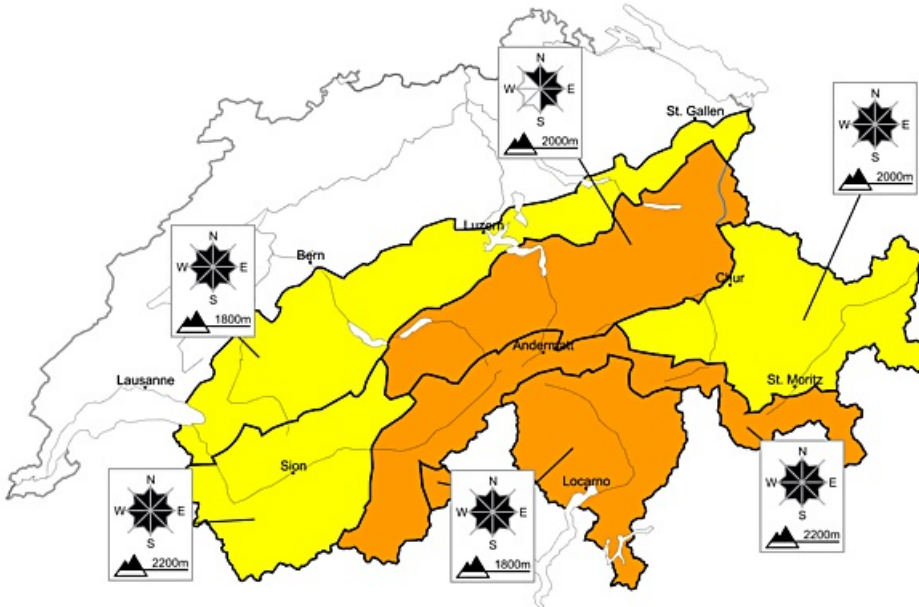 N
W E
S
2000m
St. Gallen
N
W E
S
2000m
Luzern
N
W E
S
1800m
Bern
Chur
Andermatt
Lausanne
St. Moritz
Sion
N
W E
S
2200m
Locarno
N
W E
S
1800m
N
W E
S
2200m